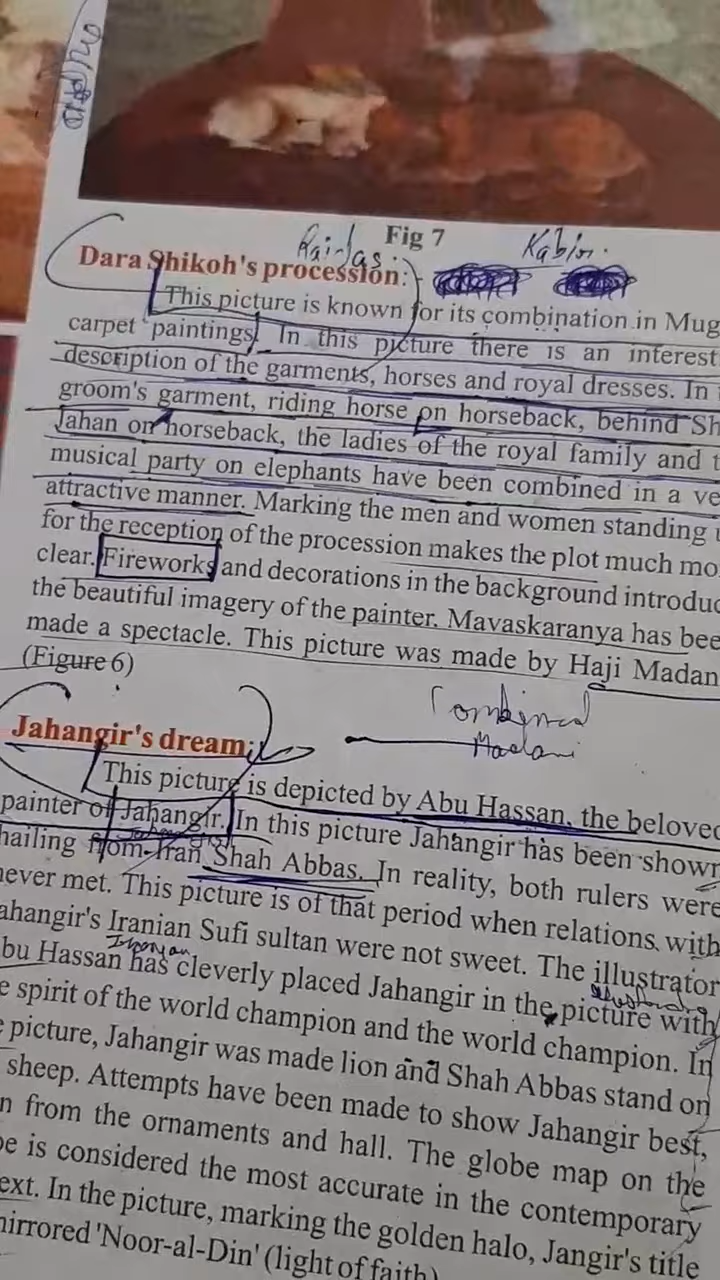 Fig 7
Raidas. Kabir.
Dara Shikoh's procession:-
This picture is known for its combination in Mug
carpet paintings. In this picture there is an interest
description of the garments, horses and royal dresses. In
groom's garment, riding horse on horseback, behind Sh
Jahan on horseback, the ladies of the royal family and t
musical party on elephants have been combined in a ve
attractive manner. Marking the men and women standing u
for the reception of the procession makes the plot much mo
clear. Fireworks and decorations in the background introduc
the beautiful imagery of the painter. Mavaskaranya has bee
made a spectacle. This picture was made by Haji Madan
(Figure 6)
Combined
Madani
Jahangir's dream:
This picture is depicted by Abu Hassan, the beloved
painter of Jahangir. In this picture Jahangir has been shown
hailing from Iran Shah Abbas. In reality, both rulers were
never met. This picture is of that period when relations with
ahangir's Iranian Sufi sultan were not sweet. The illustrator
bu Hassan has cleverly placed Jahangir in the picture with
e spirit of the world champion and the world champion. In
e picture, Jahangir was made lion and Shah Abbas stand on
sheep. Attempts have been made to show Jahangir best,
n from the ornaments and hall. The globe map on the
be is considered the most accurate in the contemporary
ext. In the picture, marking the golden halo, Jangir's title
mirrored 'Noor-al-Din' (light of faith)